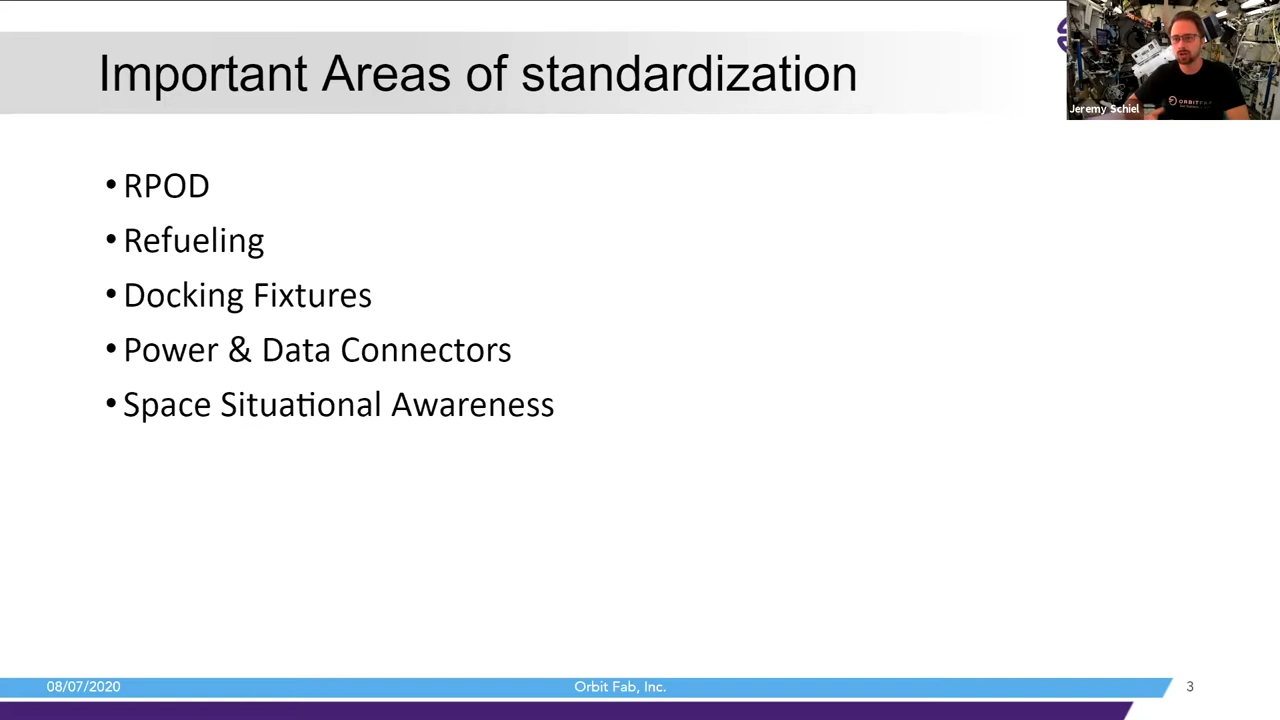 Important Areas of standardization
Jeremy Schiel
ORBITFAB
• RPOD
• Refueling
• Docking Fixtures
• Power & Data Connectors
• Space Situational Awareness
08/07/2020
Orbit Fab, Inc.
3